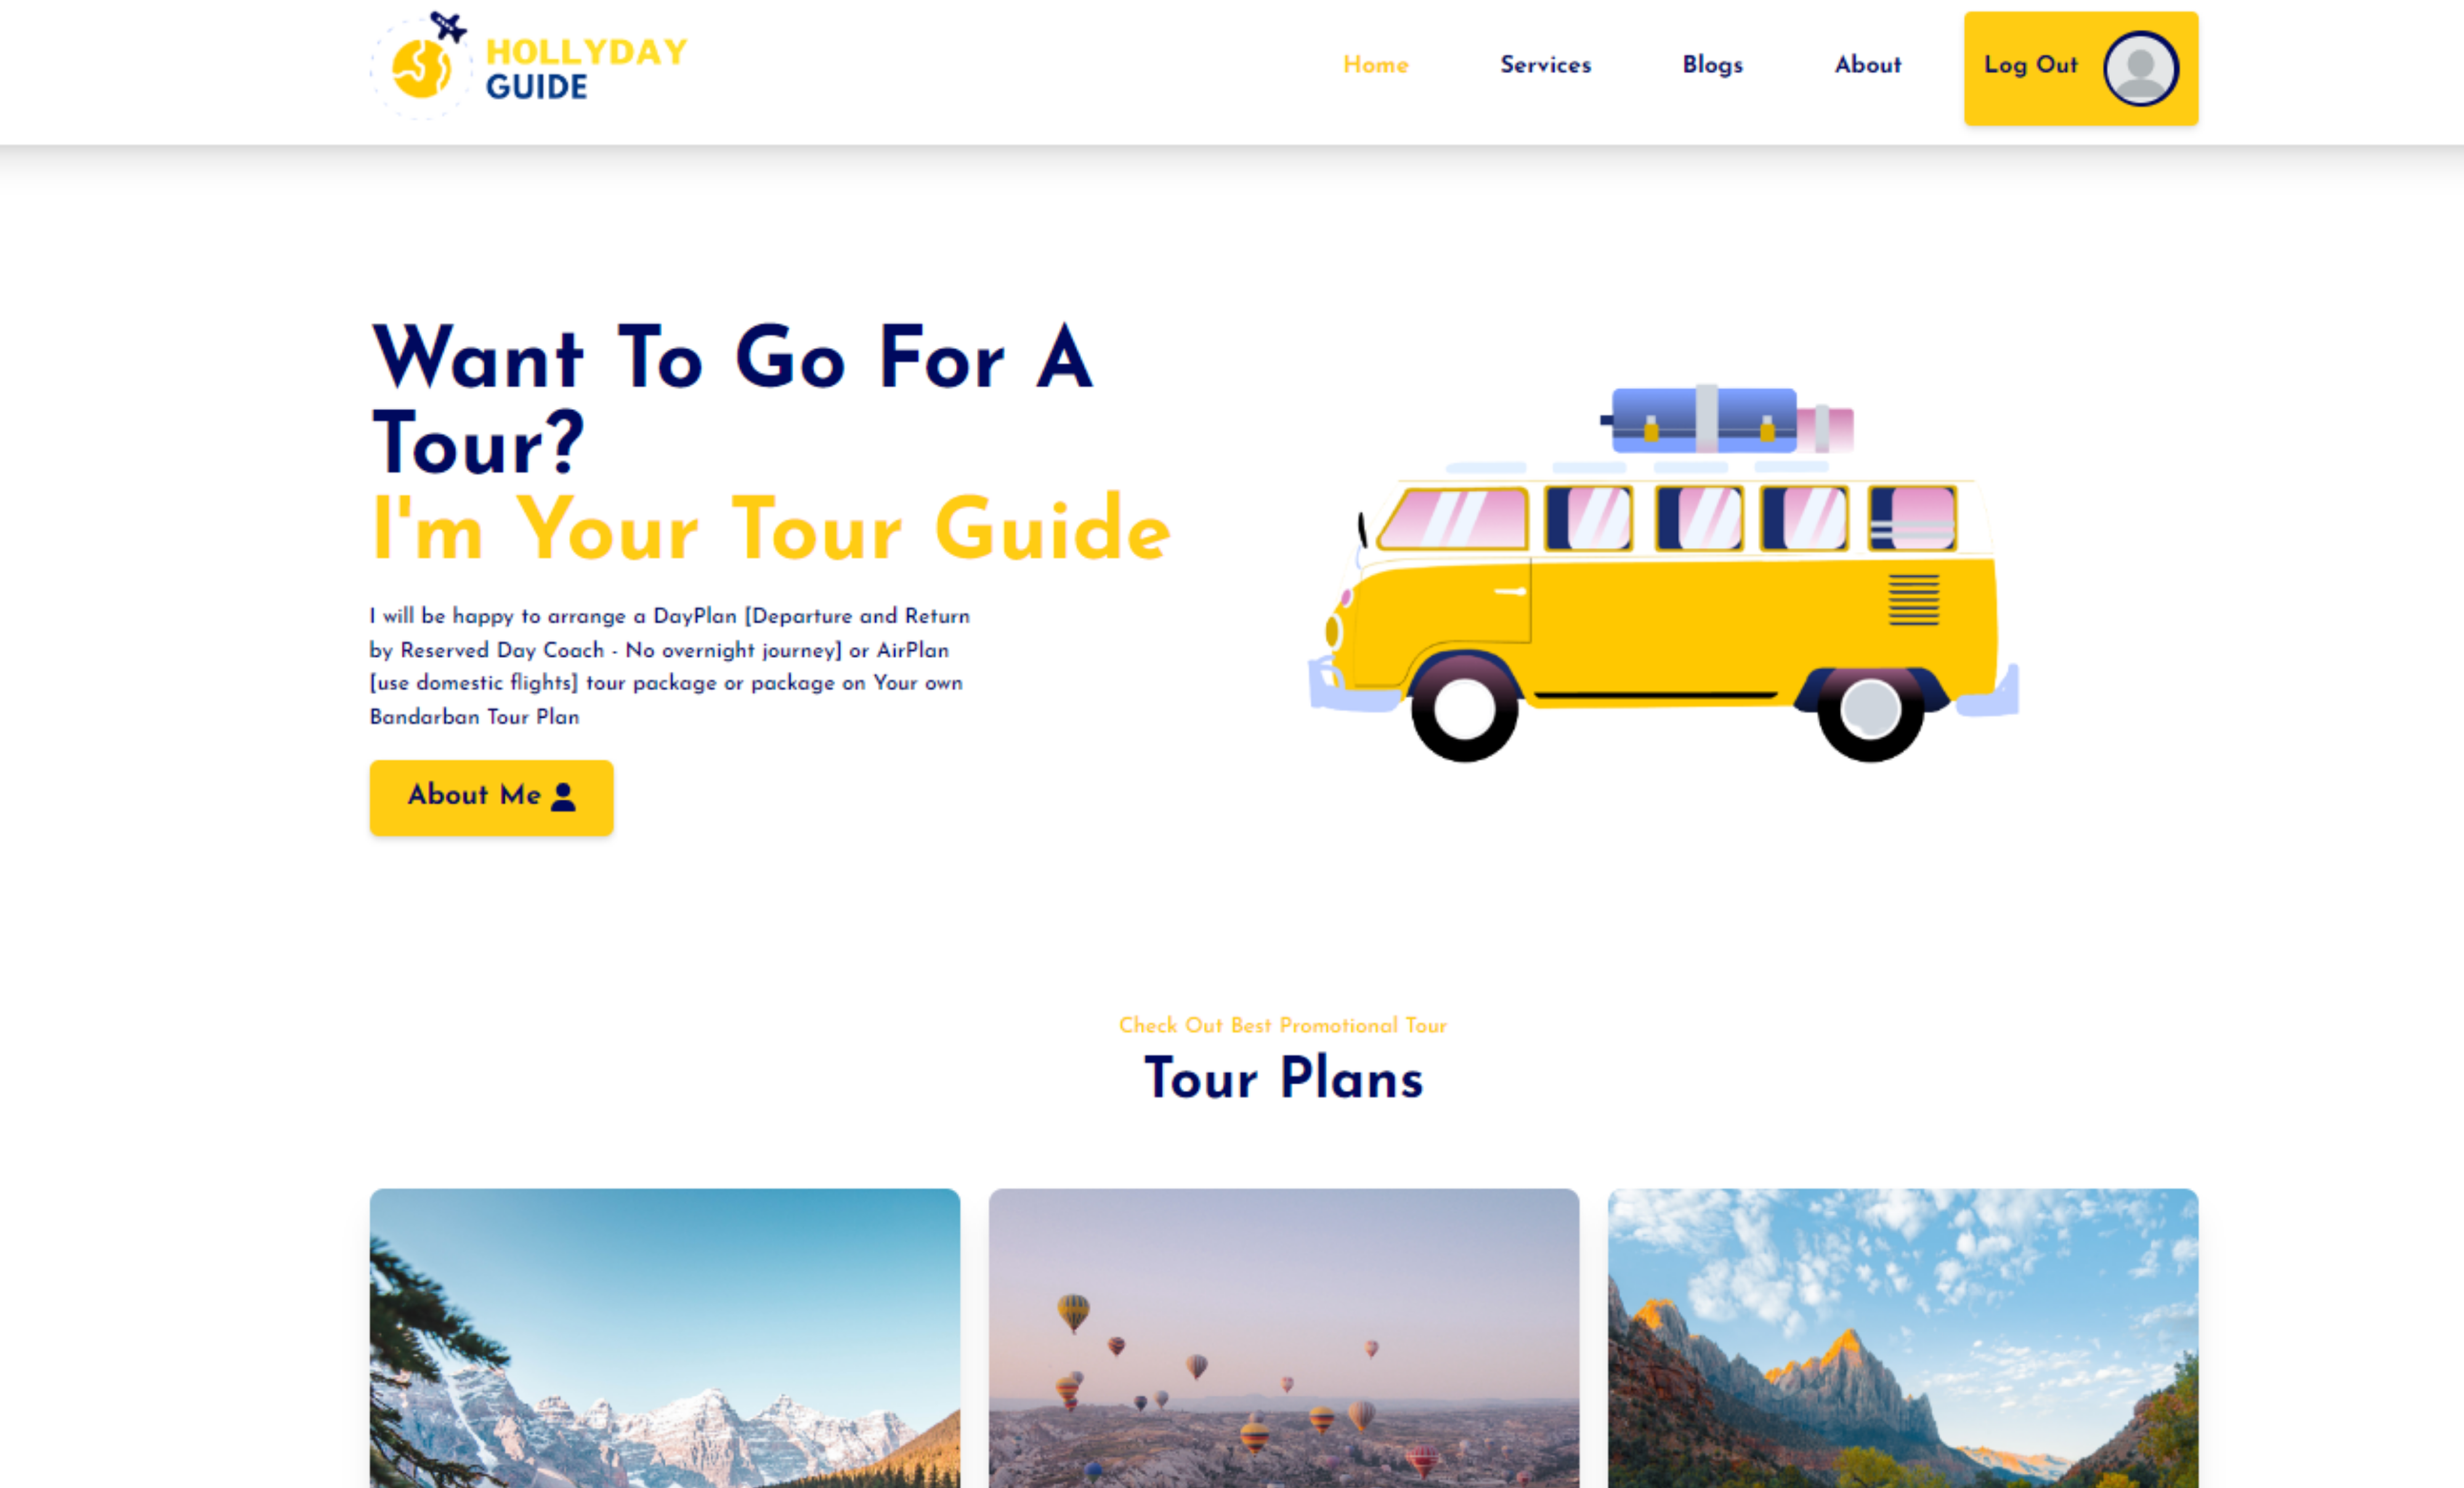 HOLLYDAY
GUIDE
Home Services Blogs About Log Out
Want To Go For A
Tour?
I'm Your Tour Guide
I will be happy to arrange a DayPlan [Departure and Return
by Reserved Day Coach - No overnight journey] or AirPlan
[use domestic flights] tour package or package on Your own
Bandarban Tour Plan
About Me
Check Out Best Promotional Tour
Tour Plans